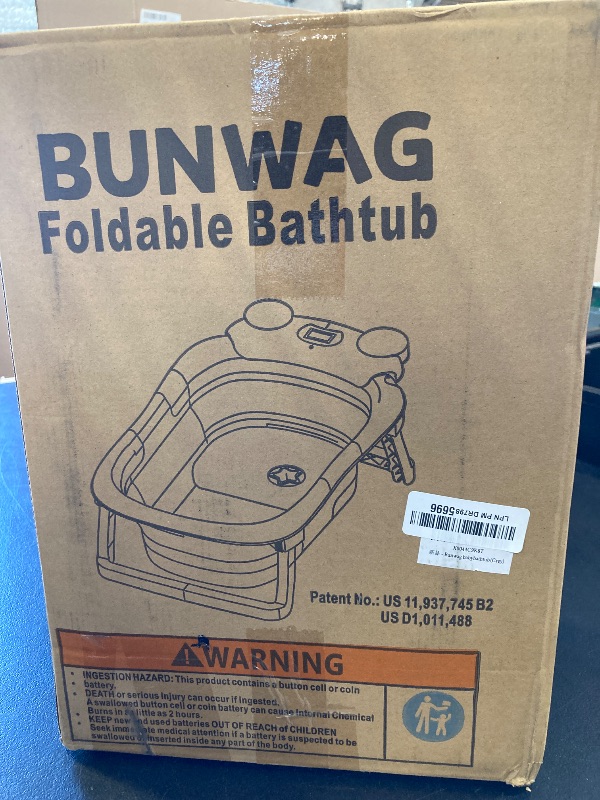 BUNWAG
Foldable Bathtub
LPN PM DR7985696
Patent No.: US 11,937,745 B2
US D1,011,488
WARNING
• INGESTION HAZARD: This product contains a button cell or coin
• battery.
• DEATH or serious injury can occur if ingested.
A swallowed button cell or coin battery can cause Internal Chemical
Burns in as little as 2 hours.
• KEEP new and used batteries OUT OF REACH of CHILDREN
• Seek immediate medical attention if a battery is suspected to be
swallowed or inserted inside any part of the body.